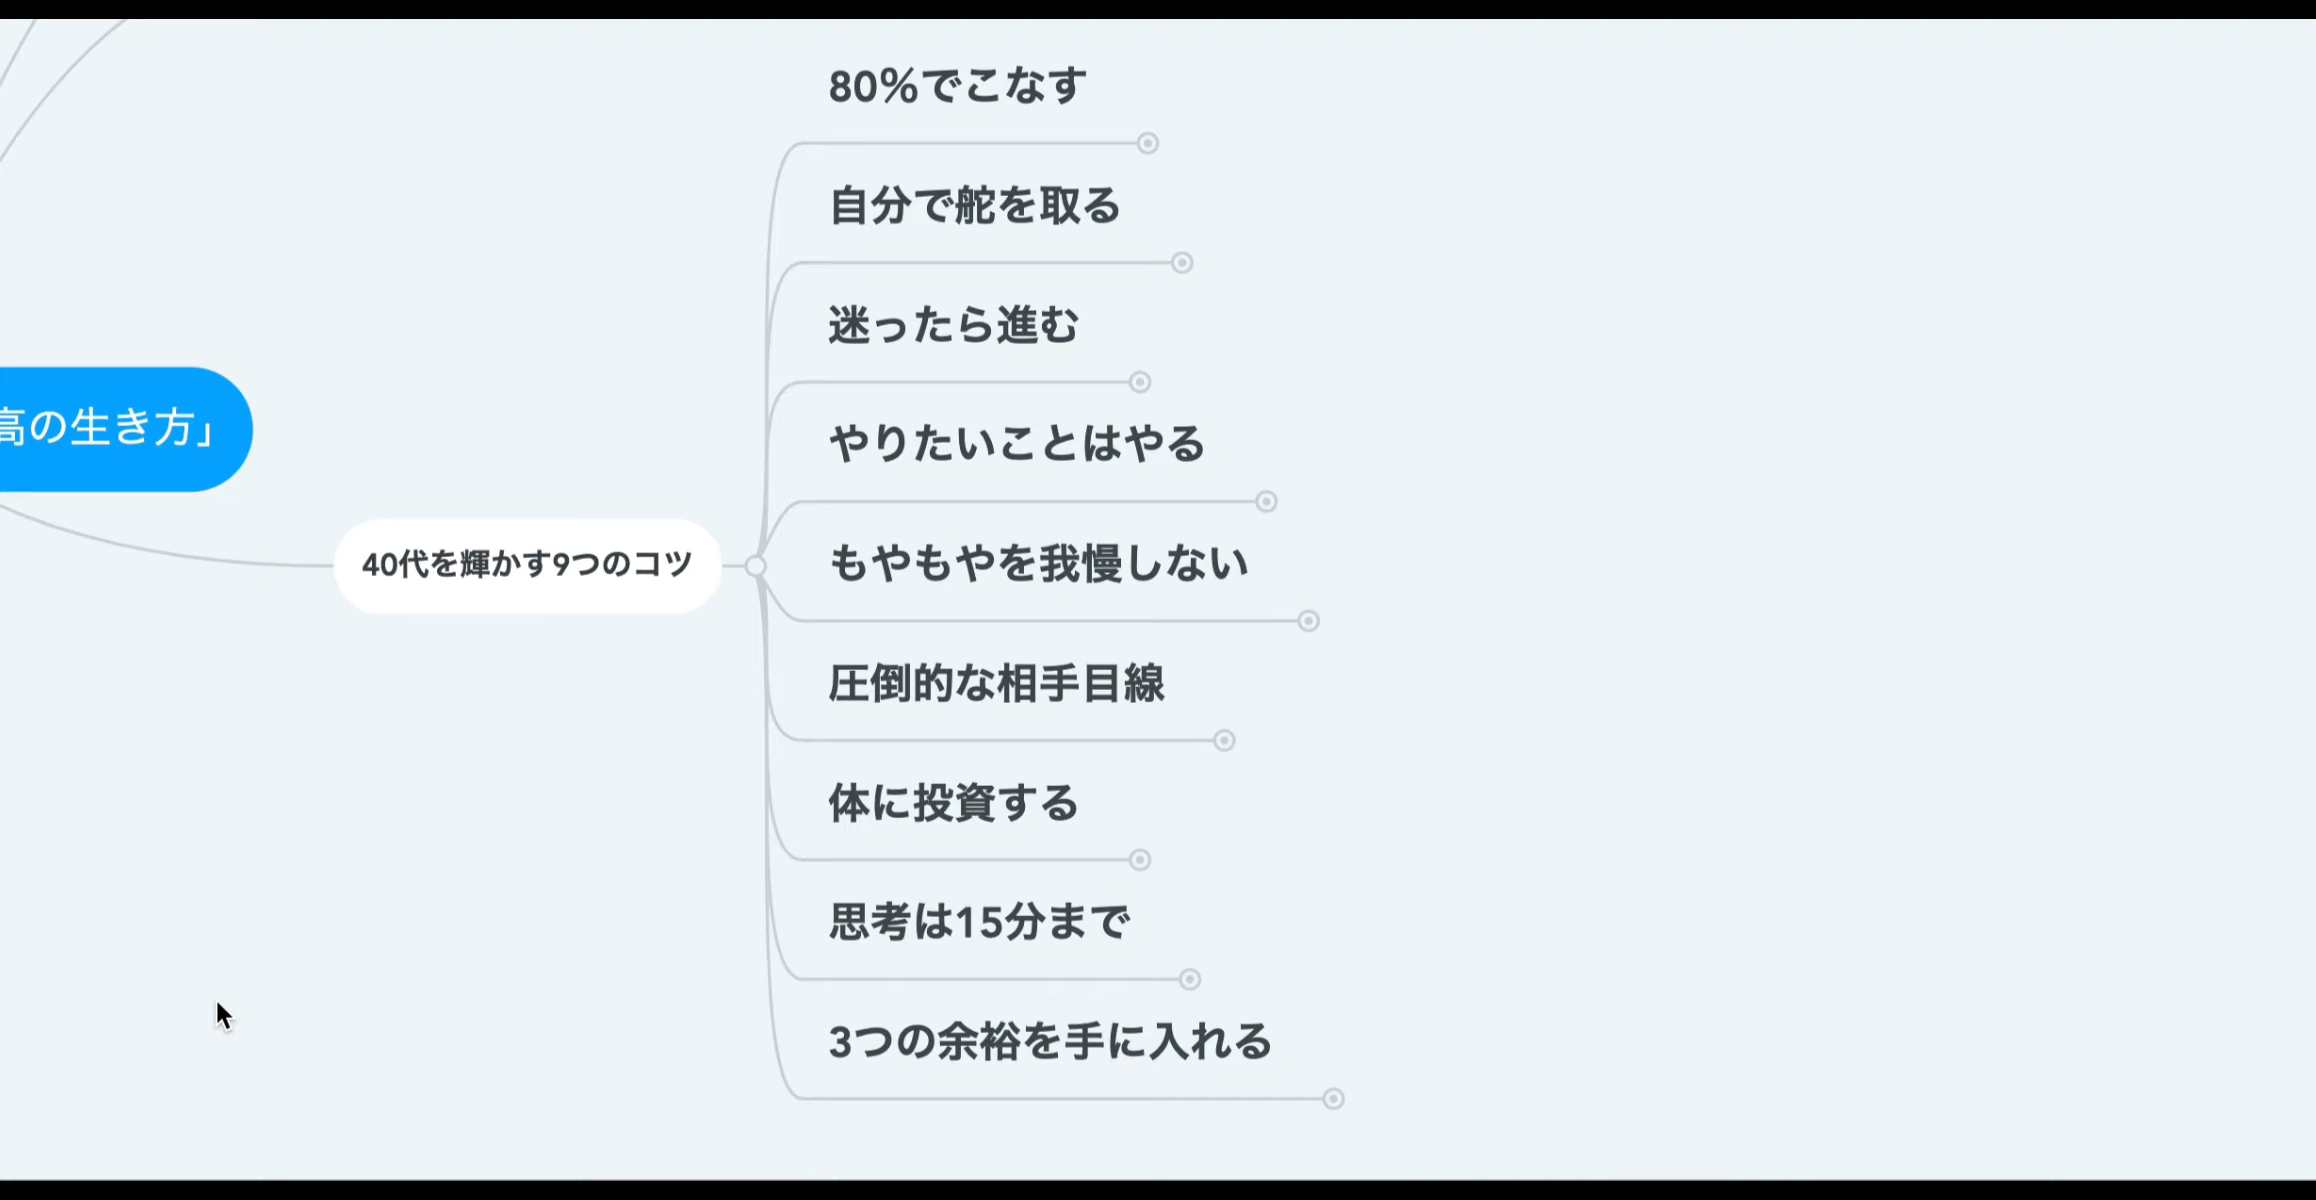 80%でこなす
自分で舵を取る
迷ったら進む
高の生き方」
やりたいことはやる
40代を輝かす9つのコツ
もやもやを我慢しない
圧倒的な相手目線
体に投資する
思考は15分まで
3つの余裕を手に入れる